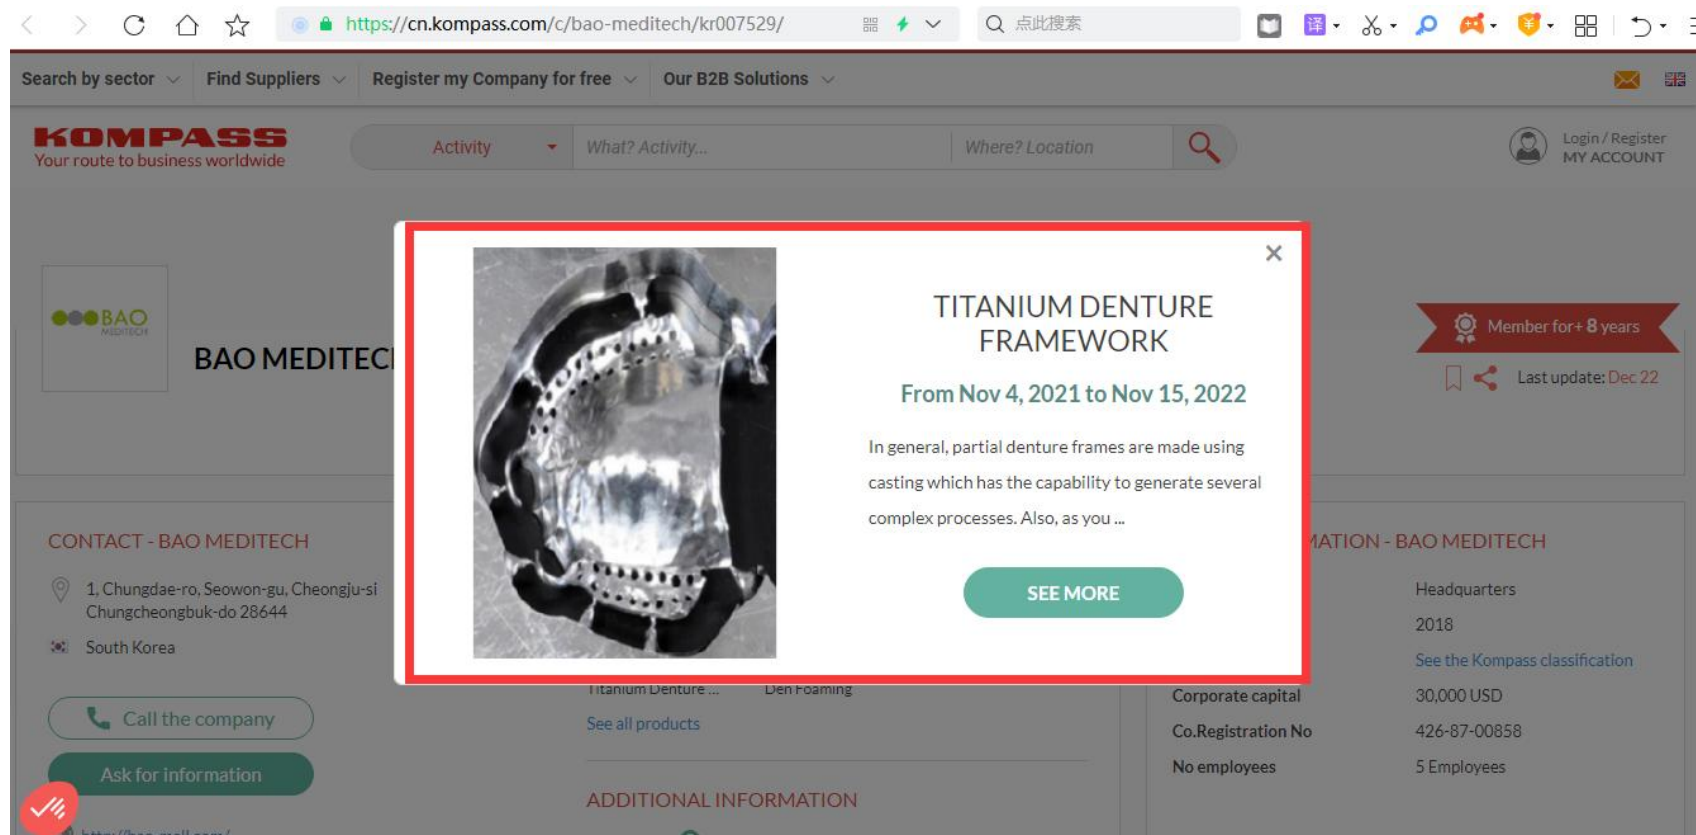 https://cn.kompass.com/c/bao-meditech/kr007529/
点此搜索
译
Search by sector
Find Suppliers
Register my Company for free
Our B2B Solutions
KOMPASS
Your route to business worldwide
Activity
What? Activity...
Where? Location
Login / Register
MY ACCOUNT
BAO
MEDITECH
BAO MEDITEC
Member for+ 8 years
Last update: Dec 22
TITANIUM DENTURE
FRAMEWORK
From Nov 4, 2021 to Nov 15, 2022
In general, partial denture frames are made using
casting which has the capability to generate several
complex processes. Also, as you ...
SEE MORE
CONTACT - BAO MEDITECH
1, Chungdae-ro, Seowon-gu, Cheongju-si
Chungcheongbuk-do 28644
South Korea
Call the company
Ask for information
http://bao-mall.com/
Titanium Denture ...
Den Foaming
See all products
ADDITIONAL INFORMATION
MATION - BAO MEDITECH
Headquarters
2018
See the Kompass classification
Corporate capital
30,000 USD
Co.Registration No
426-87-00858
No employees
5 Employees